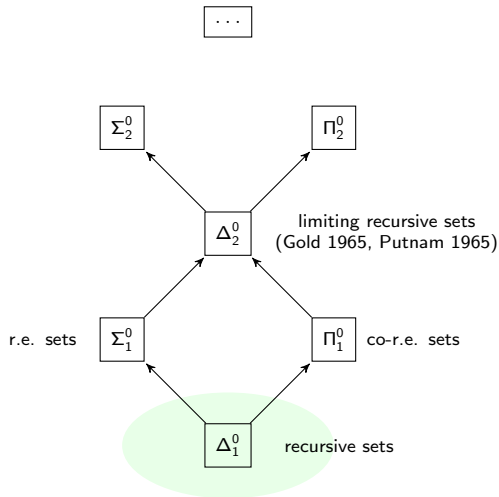 ...
Σ⁰₂
Π⁰₂
Δ⁰₂
limiting recursive sets
(Gold 1965, Putnam 1965)
r.e. sets
Σ⁰₁
Π⁰₁
co-r.e. sets
Δ⁰₁
recursive sets